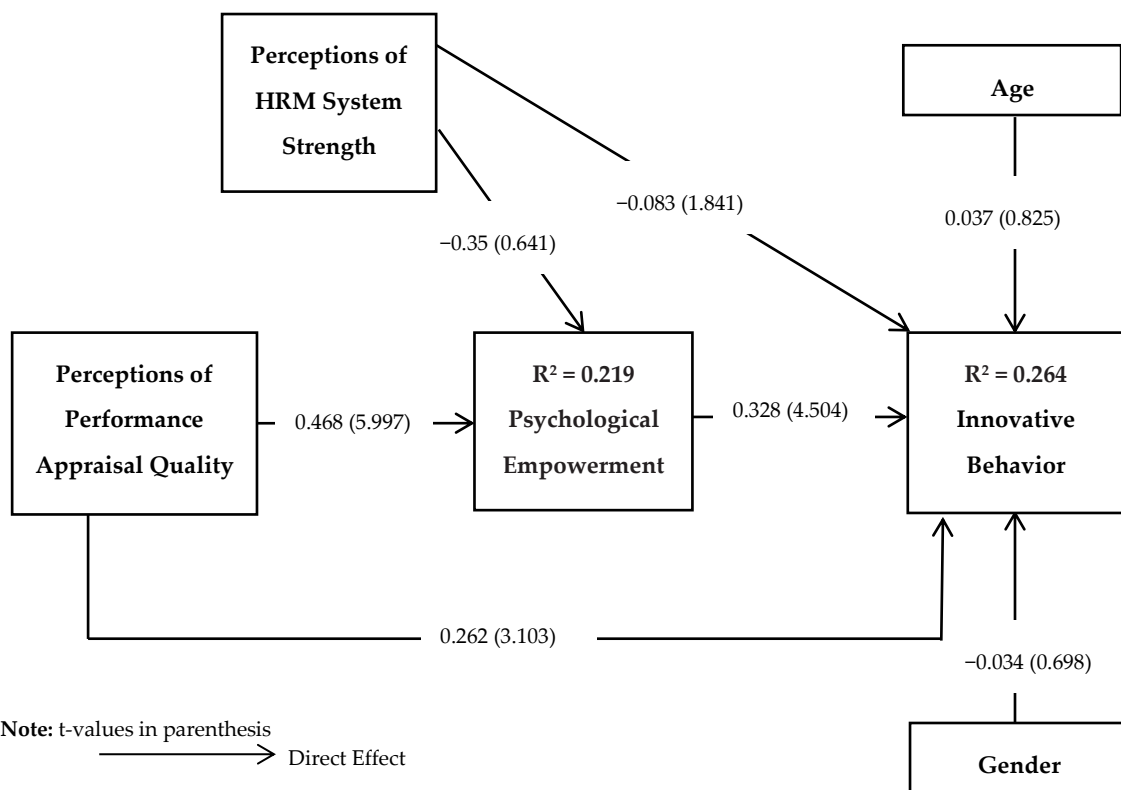 Perceptions of
HRM System
Strength
Age
−0.083 (1.841)
0.037 (0.825)
−0.35 (0.641)
Perceptions of
Performance
Appraisal Quality
0.468 (5.997)
R² = 0.219
Psychological
Empowerment
0.328 (4.504)
R² = 0.264
Innovative
Behavior
0.262 (3.103)
−0.034 (0.698)
Note: t-values in parenthesis
Direct Effect
Gender